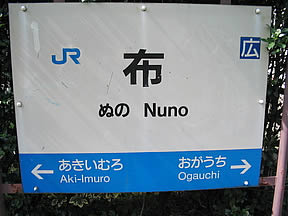 JR
広
布
ぬの Nuno
← あきいむろ おがうち →
Aki-Imuro Ogauchi